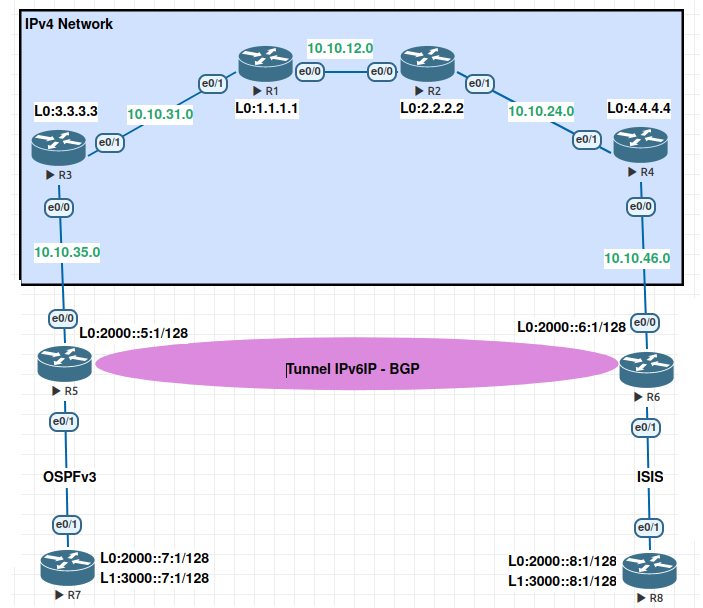 IPv4 Network
10.10.12.0
e0/0
e0/0
e0/1
e0/1
R1
R2
L0:1.1.1.1
L0:2.2.2.2
L0:3.3.3.3
10.10.31.0
10.10.24.0
L0:4.4.4.4
e0/1
e0/1
R3
R4
e0/0
e0/0
10.10.35.0
10.10.46.0
e0/0
L0:2000::5:1/128
L0:2000::6:1/128
e0/0
Tunnel IPv6IP - BGP
R5
R6
e0/1
e0/1
OSPFv3
ISIS
e0/1
e0/1
L0:2000::7:1/128
L1:3000::7:1/128
R7
L0:2000::8:1/128
L1:3000::8:1/128
R8